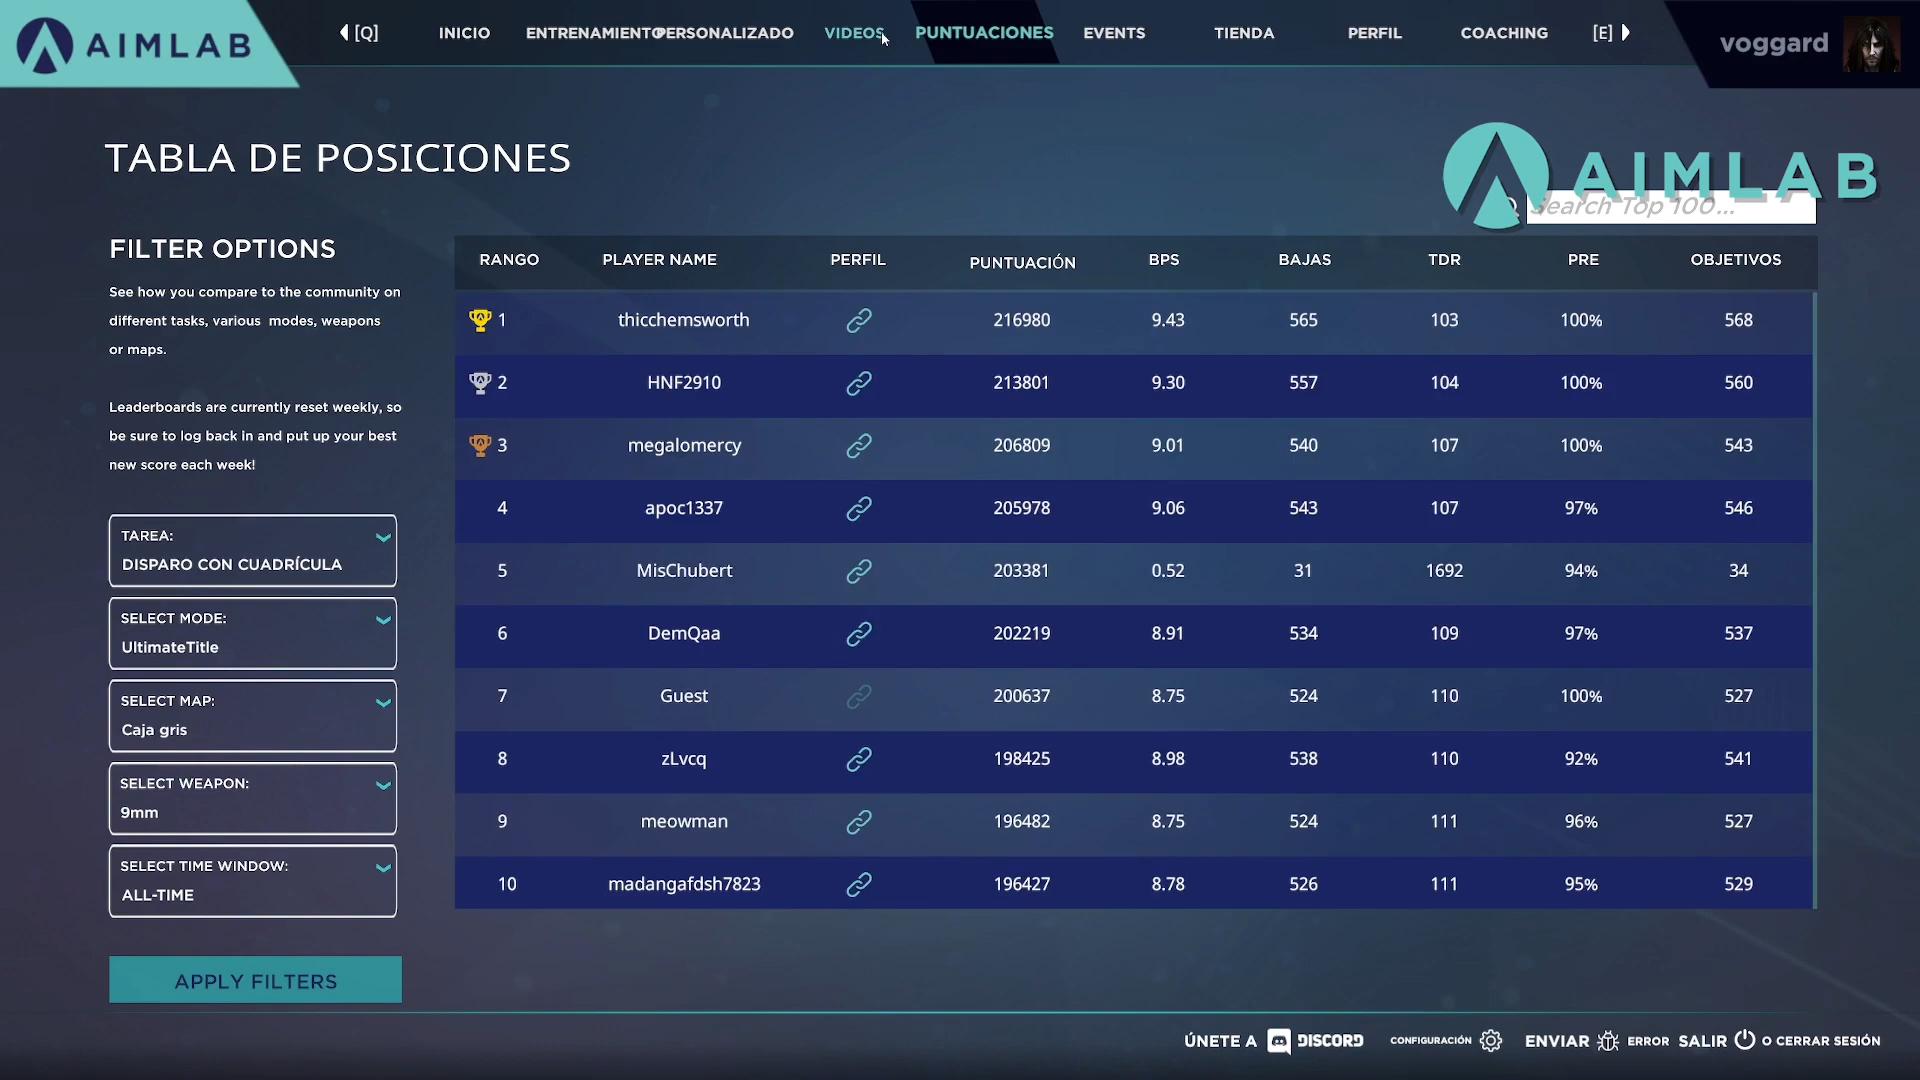 AIMLAB
[Q]
INICIO
ENTRENAMIENTO
PERSONALIZADO
VIDEOS
PUNTUACIONES
EVENTS
TIENDA
PERFIL
COACHING
[E]
voggard
TABLA DE POSICIONES
AIMLAB
Search Top 100...
FILTER OPTIONS
See how you compare to the community on
different tasks, various modes, weapons
or maps.
Leaderboards are currently reset weekly, so
be sure to log back in and put up your best
new score each week!
TAREA:
DISPARO CON CUADRÍCULA
SELECT MODE:
UltimateTitle
SELECT MAP:
Caja gris
SELECT WEAPON:
9mm
SELECT TIME WINDOW:
ALL-TIME
APPLY FILTERS
RANGO PLAYER NAME PERFIL PUNTUACIÓN BPS BAJAS TDR PRE OBJETIVOS
1 thicchemsworth 216980 9.43 565 103 100% 568
2 HNF2910 213801 9.30 557 104 100% 560
3 megalomercy 206809 9.01 540 107 100% 543
4 apoc1337 205978 9.06 543 107 97% 546
5 MisChubert 203381 0.52 31 1692 94% 34
6 DemQaa 202219 8.91 534 109 97% 537
7 Guest 200637 8.75 524 110 100% 527
8 zLvcq 198425 8.98 538 110 92% 541
9 meowman 196482 8.75 524 111 96% 527
10 madangafdsh7823 196427 8.78 526 111 95% 529
ÚNETE A DISCORD
CONFIGURACIÓN
ENVIAR ERROR
SALIR O CERRAR SESIÓN